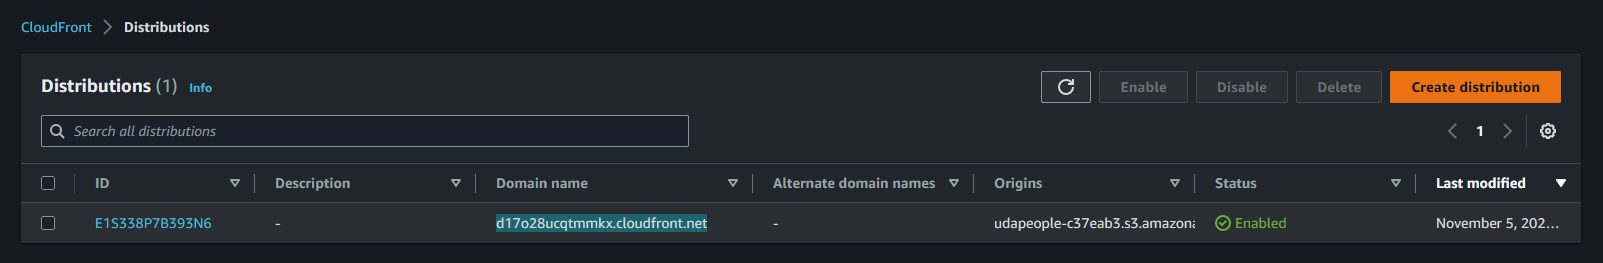 CloudFront > Distributions
Distributions (1) Info
Enable Disable Delete Create distribution
Search all distributions
1
ID Description Domain name Alternate domain names Origins Status Last modified
E1S338P7B393N6 - d17o28ucqtmmkx.cloudfront.net - udapeople-c37eab3.s3.amazona Enabled November 5, 202...